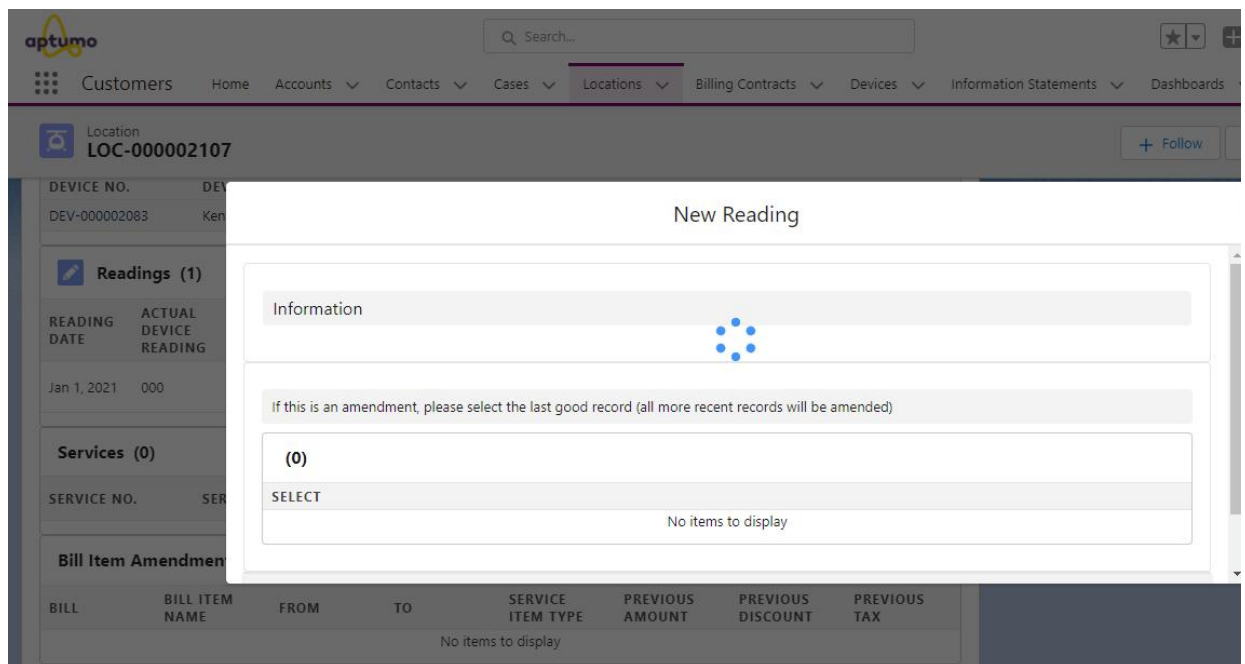 aptumo
Search...
Customers Home Accounts Contacts Cases Locations Billing Contracts Devices Information Statements Dashboards
Location
LOC-000002107
+ Follow
DEVICE NO. DEV
DEV-000002083 Ken
New Reading
Readings (1)
READING DATE
ACTUAL DEVICE READING
Jan 1, 2021 000
Information
If this is an amendment, please select the last good record (all more recent records will be amended)
(0)
SELECT
No items to display
Services (0)
SERVICE NO. SER
Bill Item Amendmen
BILL
BILL ITEM NAME
FROM
TO
SERVICE ITEM TYPE
PREVIOUS AMOUNT
PREVIOUS DISCOUNT
PREVIOUS TAX
No items to display